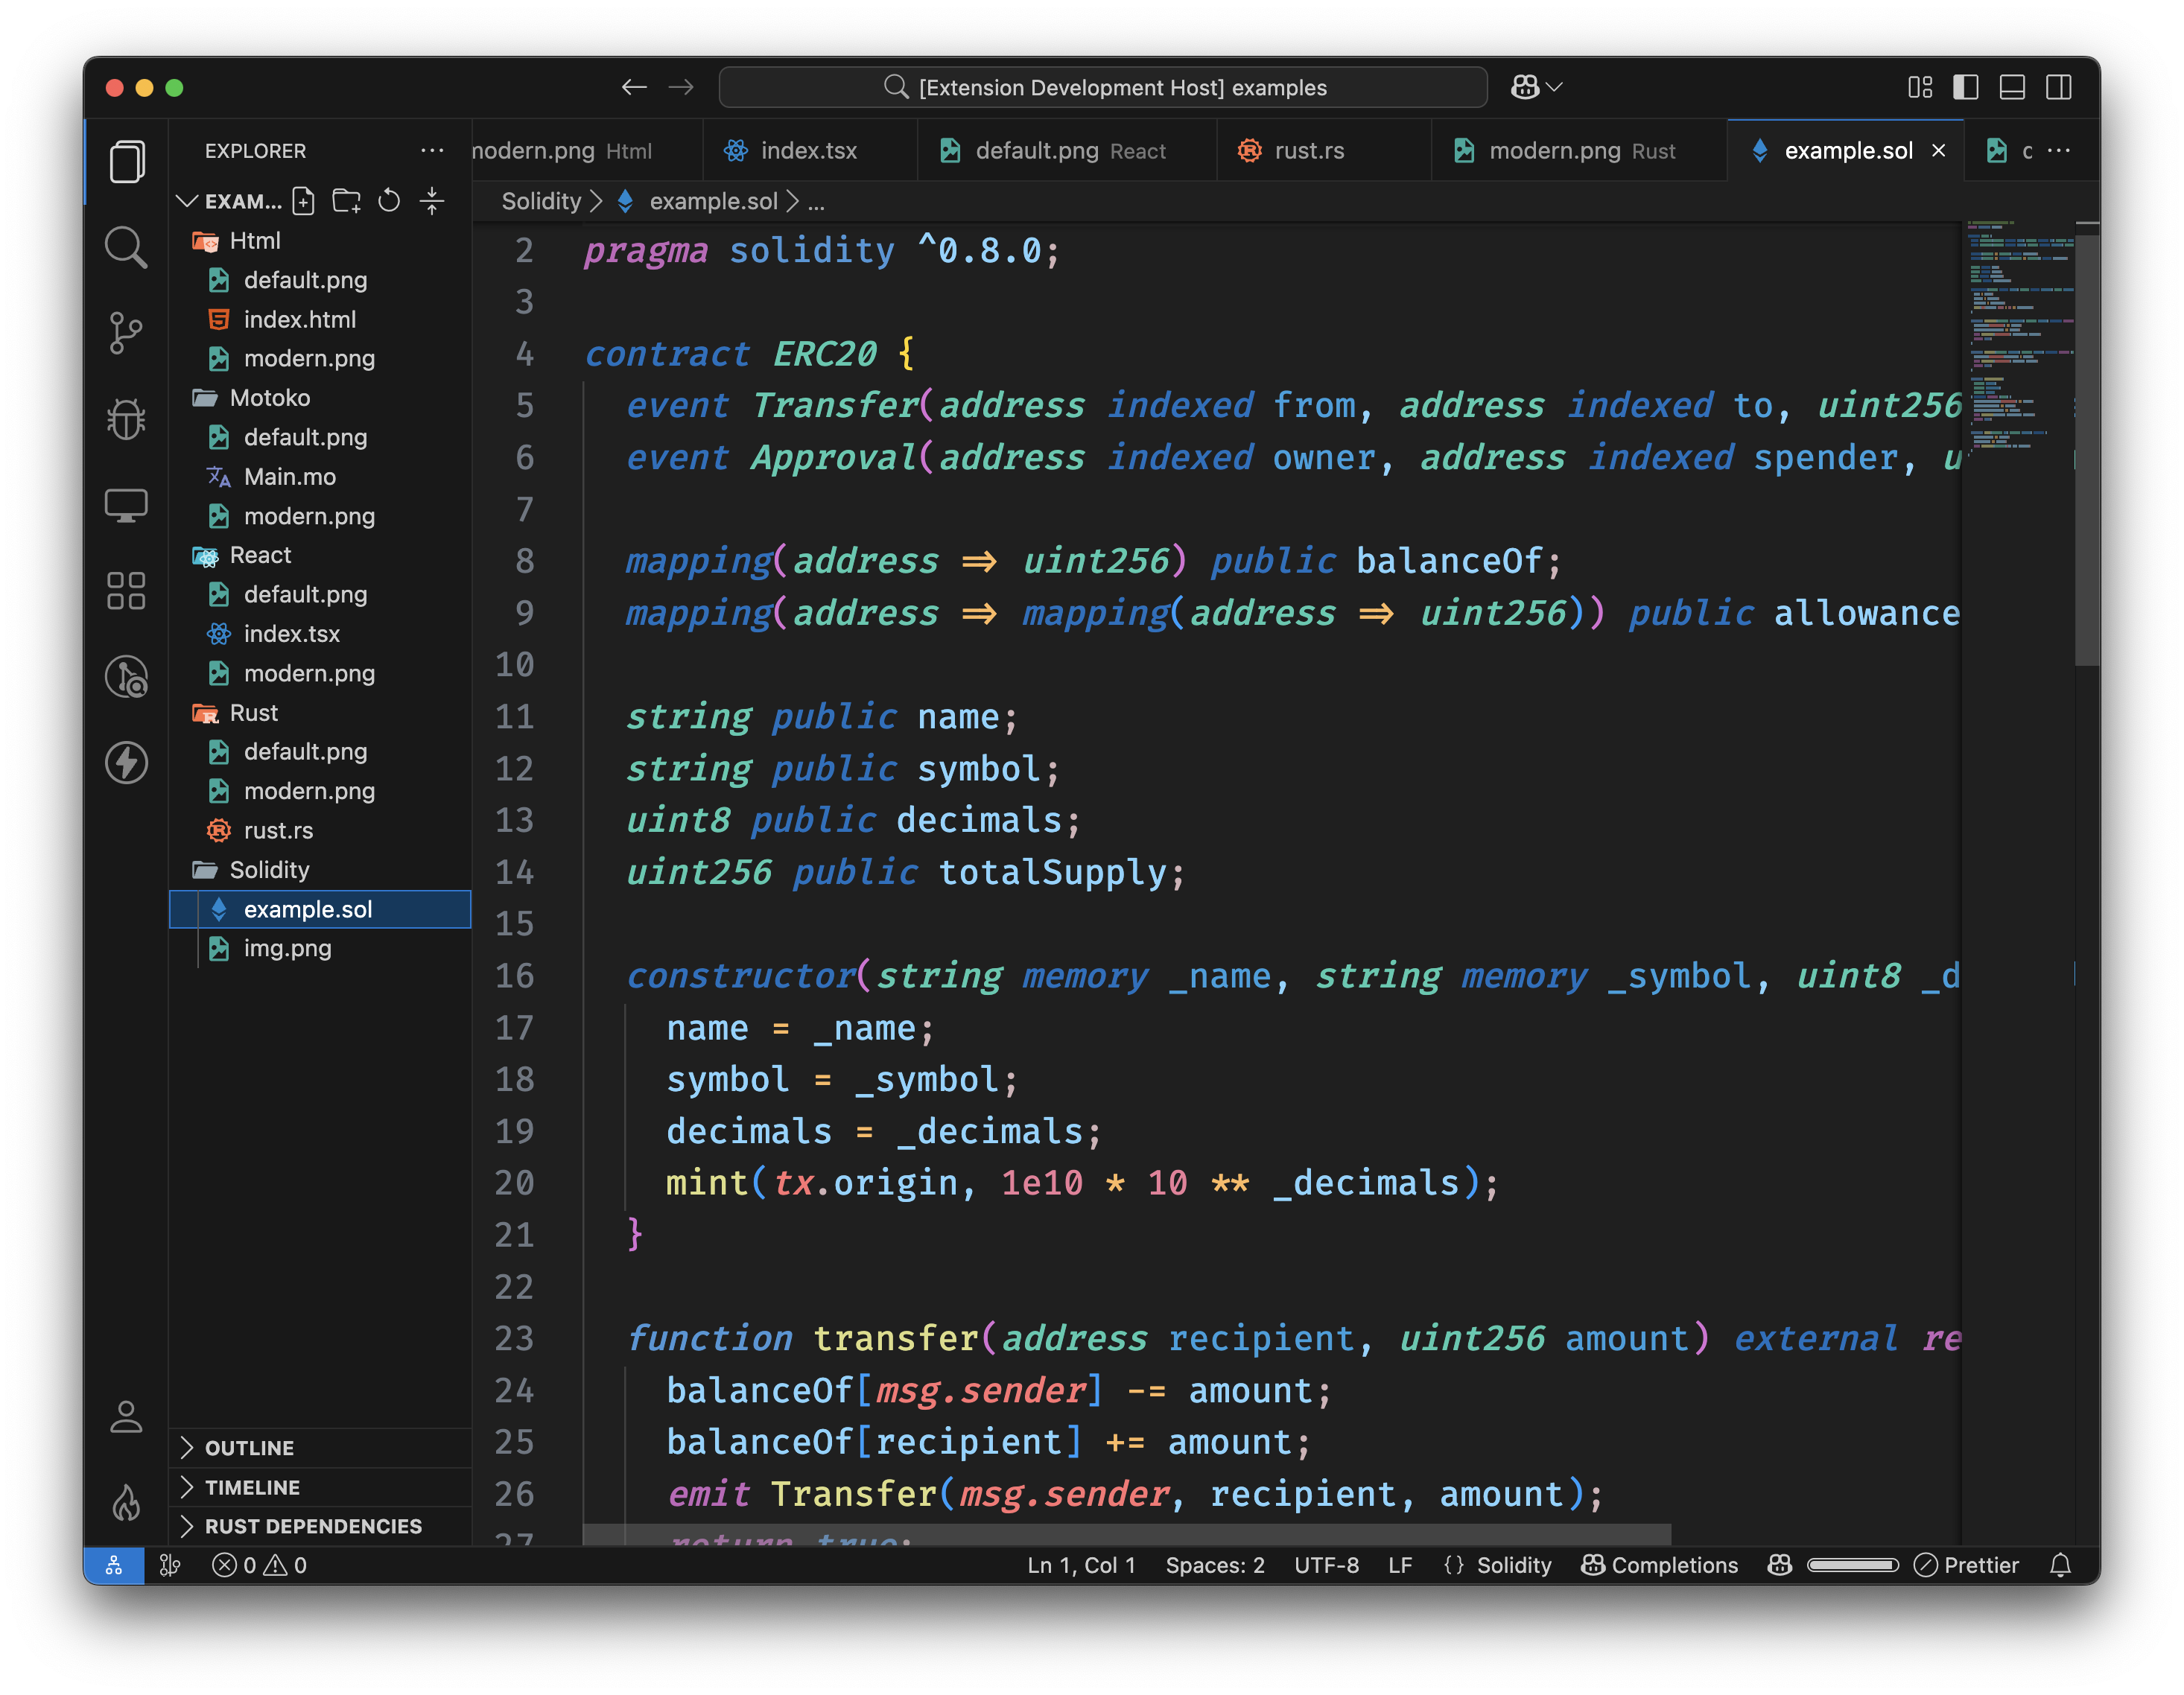 [Extension Development Host] examples
EXPLORER
modern.png Html
index.tsx
default.png React
rust.rs
modern.png Rust
example.sol
EXAM...
Solidity > example.sol > ...
Html
default.png
index.html
modern.png
Motoko
default.png
Main.mo
modern.png
React
default.png
index.tsx
modern.png
Rust
default.png
modern.png
rust.rs
Solidity
example.sol
img.png
OUTLINE
TIMELINE
RUST DEPENDENCIES
2 pragma solidity ^0.8.0;
3
4 contract ERC20 {
5 event Transfer(address indexed from, address indexed to, uint256
6 event Approval(address indexed owner, address indexed spender, u
7
8 mapping(address => uint256) public balanceOf;
9 mapping(address => mapping(address => uint256)) public allowance
10
11 string public name;
12 string public symbol;
13 uint8 public decimals;
14 uint256 public totalSupply;
15
16 constructor(string memory _name, string memory _symbol, uint8 _d
17 name = _name;
18 symbol = _symbol;
19 decimals = _decimals;
20 mint(tx.origin, 1e10 * 10 ** _decimals);
21 }
22
23 function transfer(address recipient, uint256 amount) external re
24 balanceOf[msg.sender] -= amount;
25 balanceOf[recipient] += amount;
26 emit Transfer(msg.sender, recipient, amount);
27 return true;
0 0
Ln 1, Col 1
Spaces: 2
UTF-8
LF
{} Solidity
Completions
Prettier